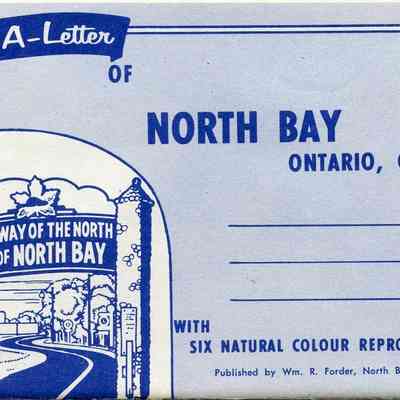 A-Letter
OF
NORTH BAY
ONTARIO, C
WAY OF THE NORTH
OF NORTH BAY
WITH
SIX NATURAL COLOUR REPRO
Published by Wm. R. Forder, North B